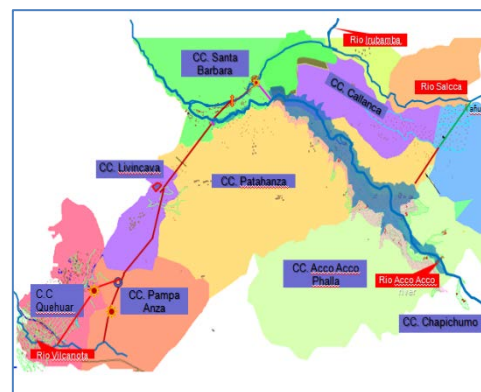 Rio Irubamba
CC. Santa
Barbara
Rio Salcca
CC. Callanca
CC. Livincava
CC. Patahanza
C.C
Quehuar
CC. Pampa
Anza
CC. Acco Acco
Phalla
Rio Acco Acco
CC. Chapichumo
Rio Vilcanota